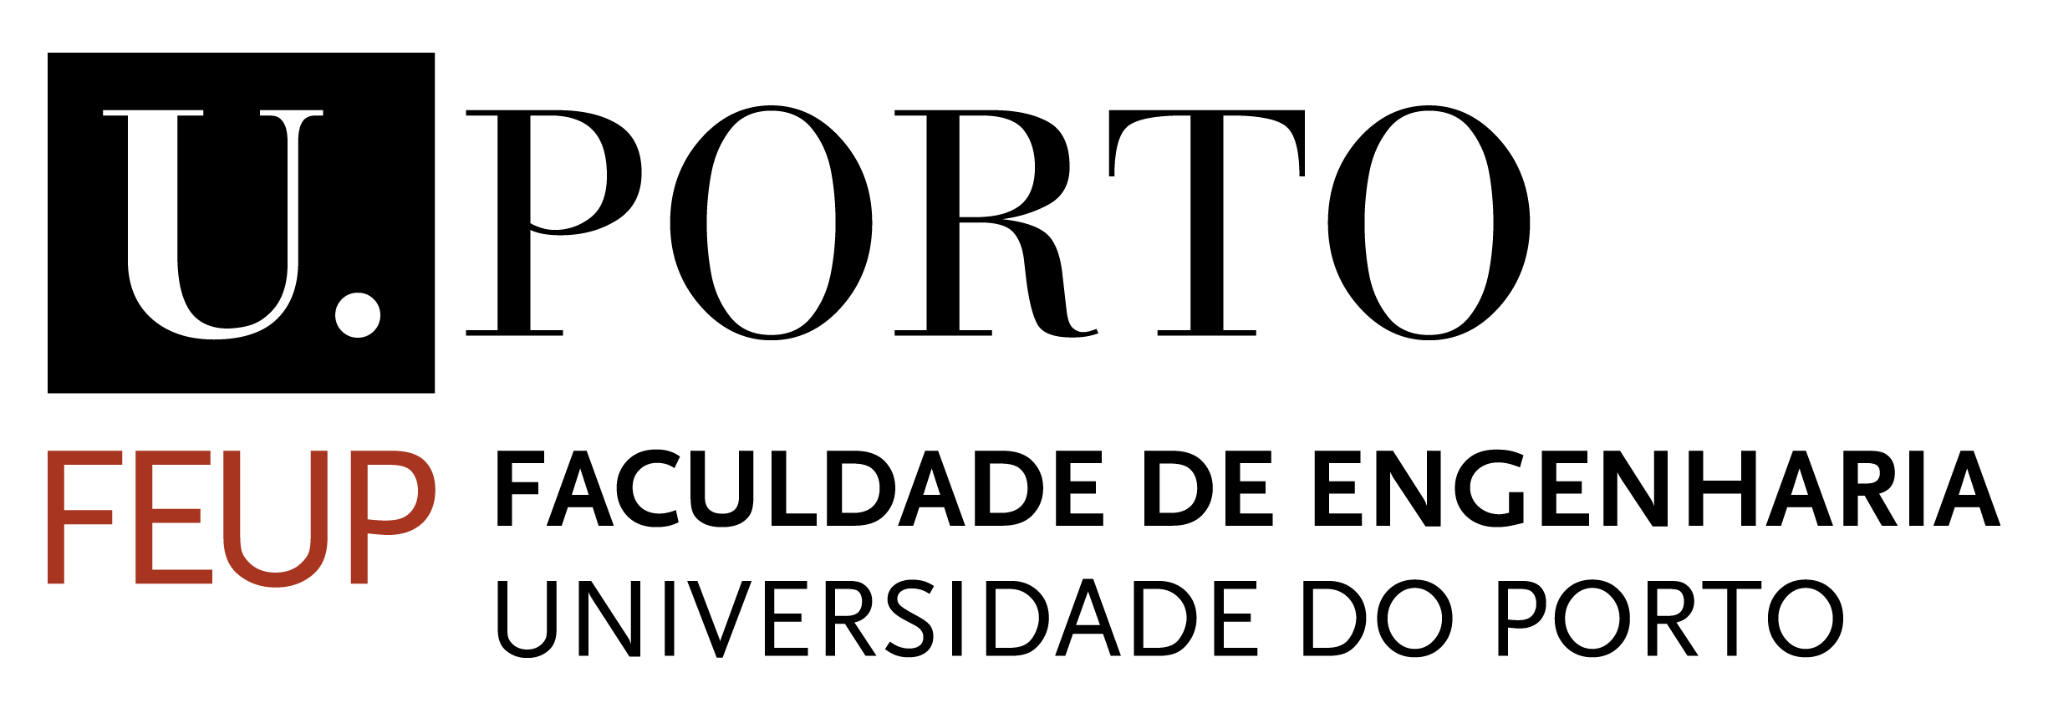 U. PORTO
FEUP FACULDADE DE ENGENHARIA
UNIVERSIDADE DO PORTO